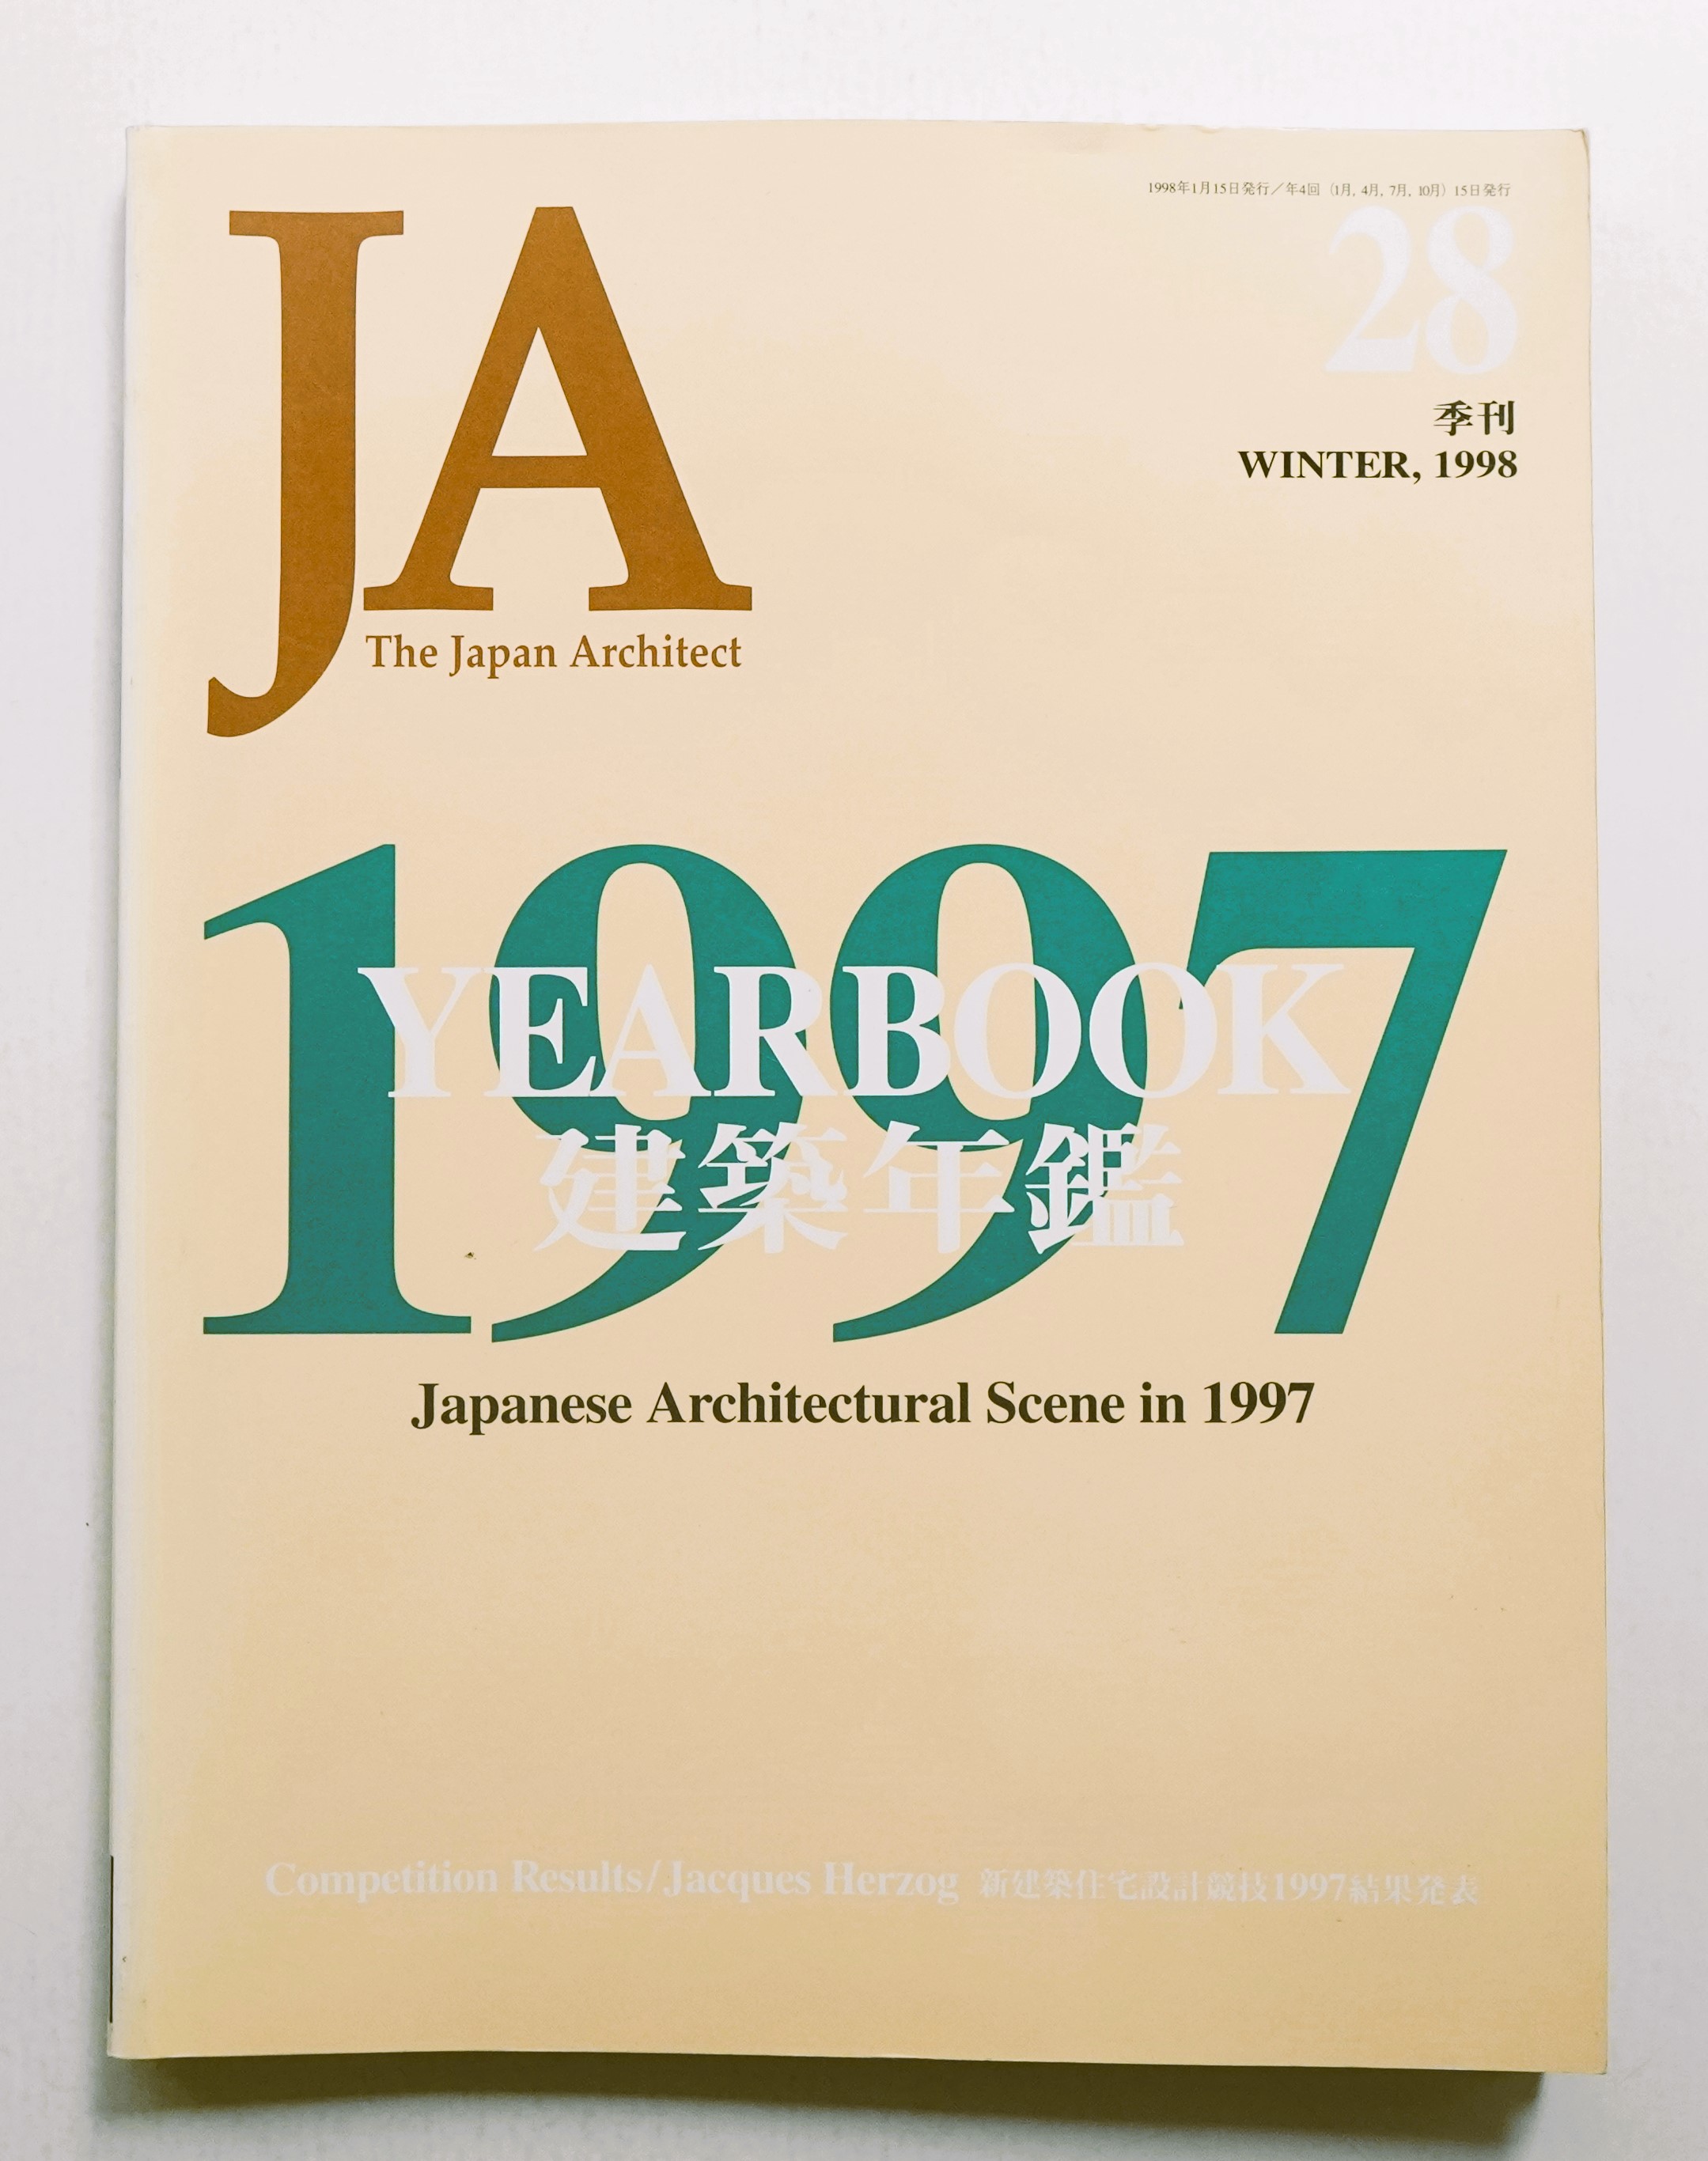 1998年1月15日発行／年4回（1月, 4月, 7月, 10月）15日発行
JA
28
季刊
WINTER, 1998
The Japan Architect
1997
YEARBOOK
建築年鑑
Japanese Architectural Scene in 1997
Competition Results/Jacques Herzog 新建築住宅設計競技1997結果発表